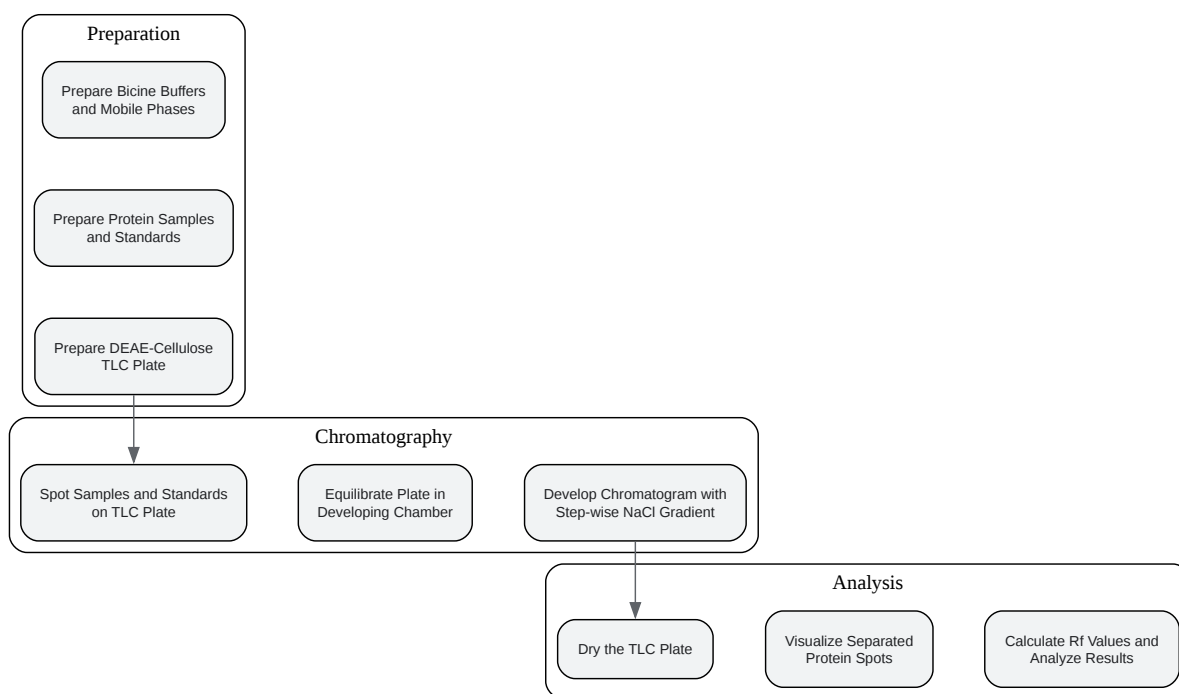 Preparation
Prepare Bicine Buffers
and Mobile Phases
Prepare Protein Samples
and Standards
Prepare DEAE-Cellulose
TLC Plate
Chromatography
Spot Samples and Standards
on TLC Plate
Equilibrate Plate in
Developing Chamber
Develop Chromatogram with
Step-wise NaCl Gradient
Analysis
Dry the TLC Plate
Visualize Separated
Protein Spots
Calculate Rf Values and
Analyze Results